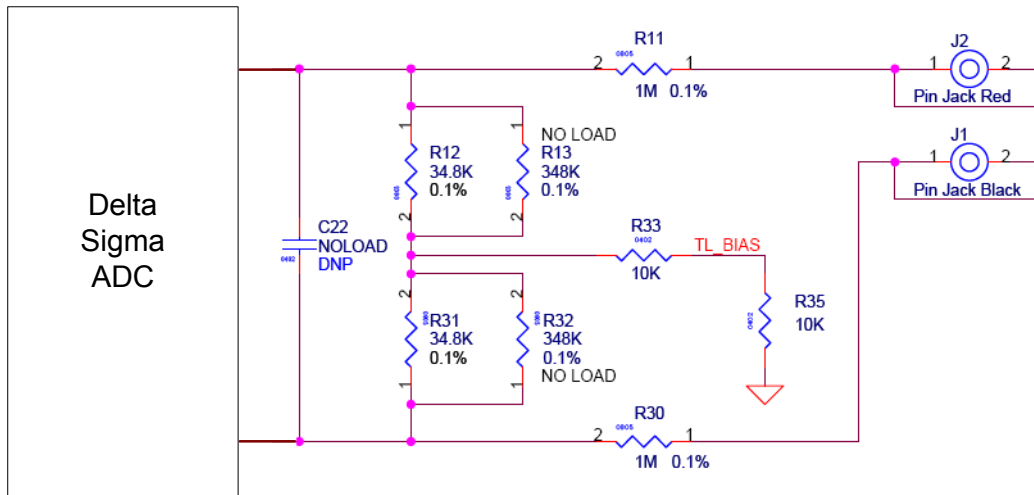 Delta
Sigma
ADC
R11
0805
2
1
1M 0.1%
J2
1
2
Pin Jack Red
J1
1
2
Pin Jack Black
1
R12
34.8K
0.1%
2
1
NO LOAD
R13
348K
0.1%
2
C22
NOLOAD
DNP
0402
R33
0402
10K
TL_BIAS
R35
10K
0402
2
R31
34.8K
0.1%
1
2
R32
348K
0.1%
NO LOAD
1
R30
0805
2
1
1M 0.1%